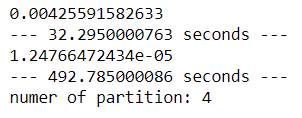 0.00425591582633
--- 32.2950000763 seconds ---
1.24766472434e-05
--- 492.785000086 seconds ---
numer of partition: 4